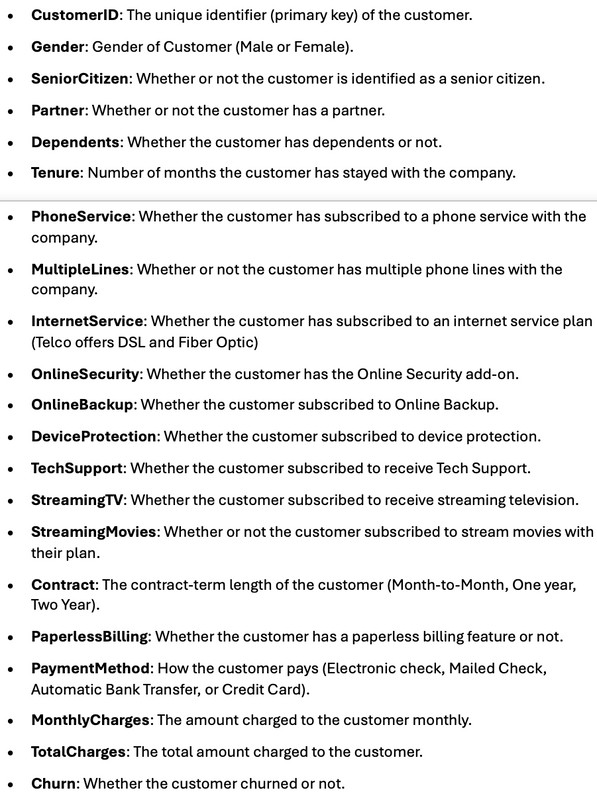 • CustomerID: The unique identifier (primary key) of the customer.
• Gender: Gender of Customer (Male or Female).
• SeniorCitizen: Whether or not the customer is identified as a senior citizen.
• Partner: Whether or not the customer has a partner.
• Dependents: Whether the customer has dependents or not.
• Tenure: Number of months the customer has stayed with the company.
• PhoneService: Whether the customer has subscribed to a phone service with the
company.
• MultipleLines: Whether or not the customer has multiple phone lines with the
company.
• InternetService: Whether the customer has subscribed to an internet service plan
(Telco offers DSL and Fiber Optic)
• OnlineSecurity: Whether the customer has the Online Security add-on.
• OnlineBackup: Whether the customer subscribed to Online Backup.
• DeviceProtection: Whether the customer subscribed to device protection.
• TechSupport: Whether the customer subscribed to receive Tech Support.
• StreamingTV: Whether the customer subscribed to receive streaming television.
• StreamingMovies: Whether or not the customer subscribed to stream movies with
their plan.
• Contract: The contract-term length of the customer (Month-to-Month, One year,
Two Year).
• PaperlessBilling: Whether the customer has a paperless billing feature or not.
• PaymentMethod: How the customer pays (Electronic check, Mailed Check,
Automatic Bank Transfer, or Credit Card).
• MonthlyCharges: The amount charged to the customer monthly.
• TotalCharges: The total amount charged to the customer.
• Churn: Whether the customer churned or not.